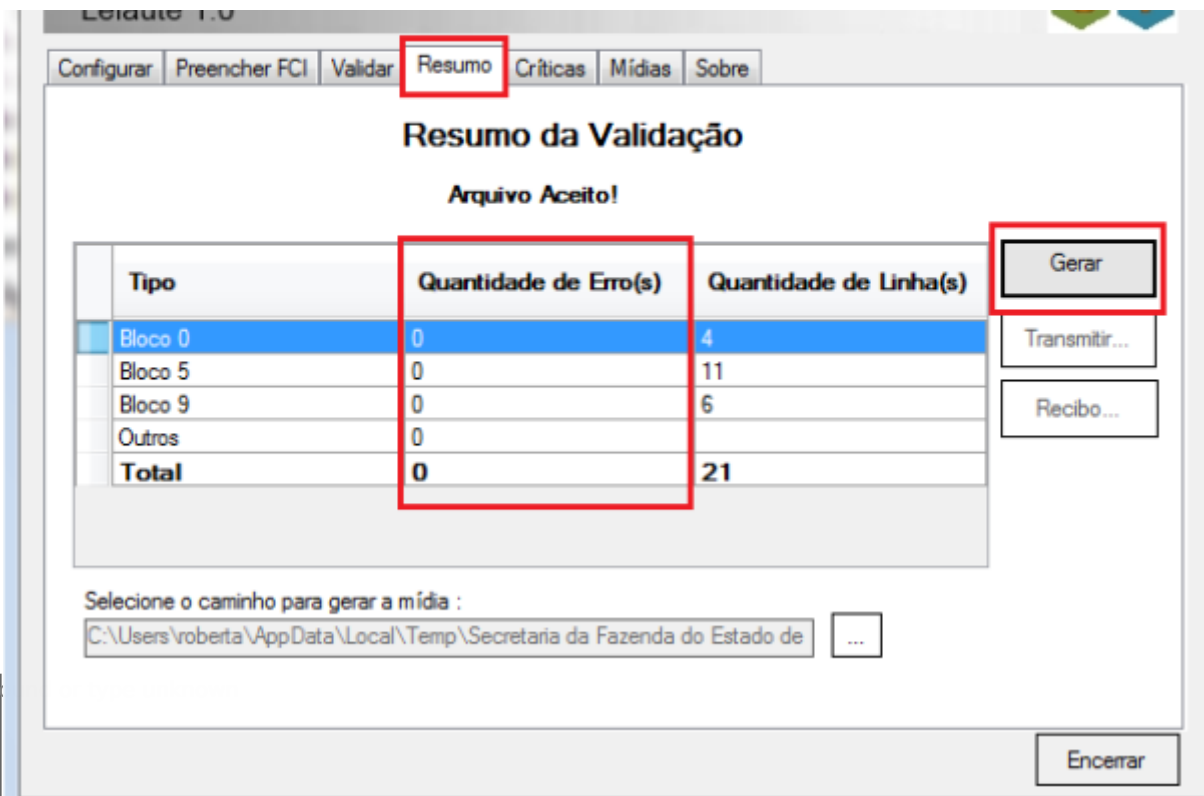 Leiaute 1.0
Configurar Preencher FCI Validar Resumo Críticas Mídias Sobre
Resumo da Validação
Arquivo Aceito!
Tipo Quantidade de Erro(s) Quantidade de Linha(s)
Bloco 0 0 4
Bloco 5 0 11
Bloco 9 0 6
Outros 0
Total 0 21
Gerar
Transmitir...
Recibo...
Selecione o caminho para gerar a mídia :
C:\Users\roberta\AppData\Local\Temp\Secretaria da Fazenda do Estado de
...
Encerrar